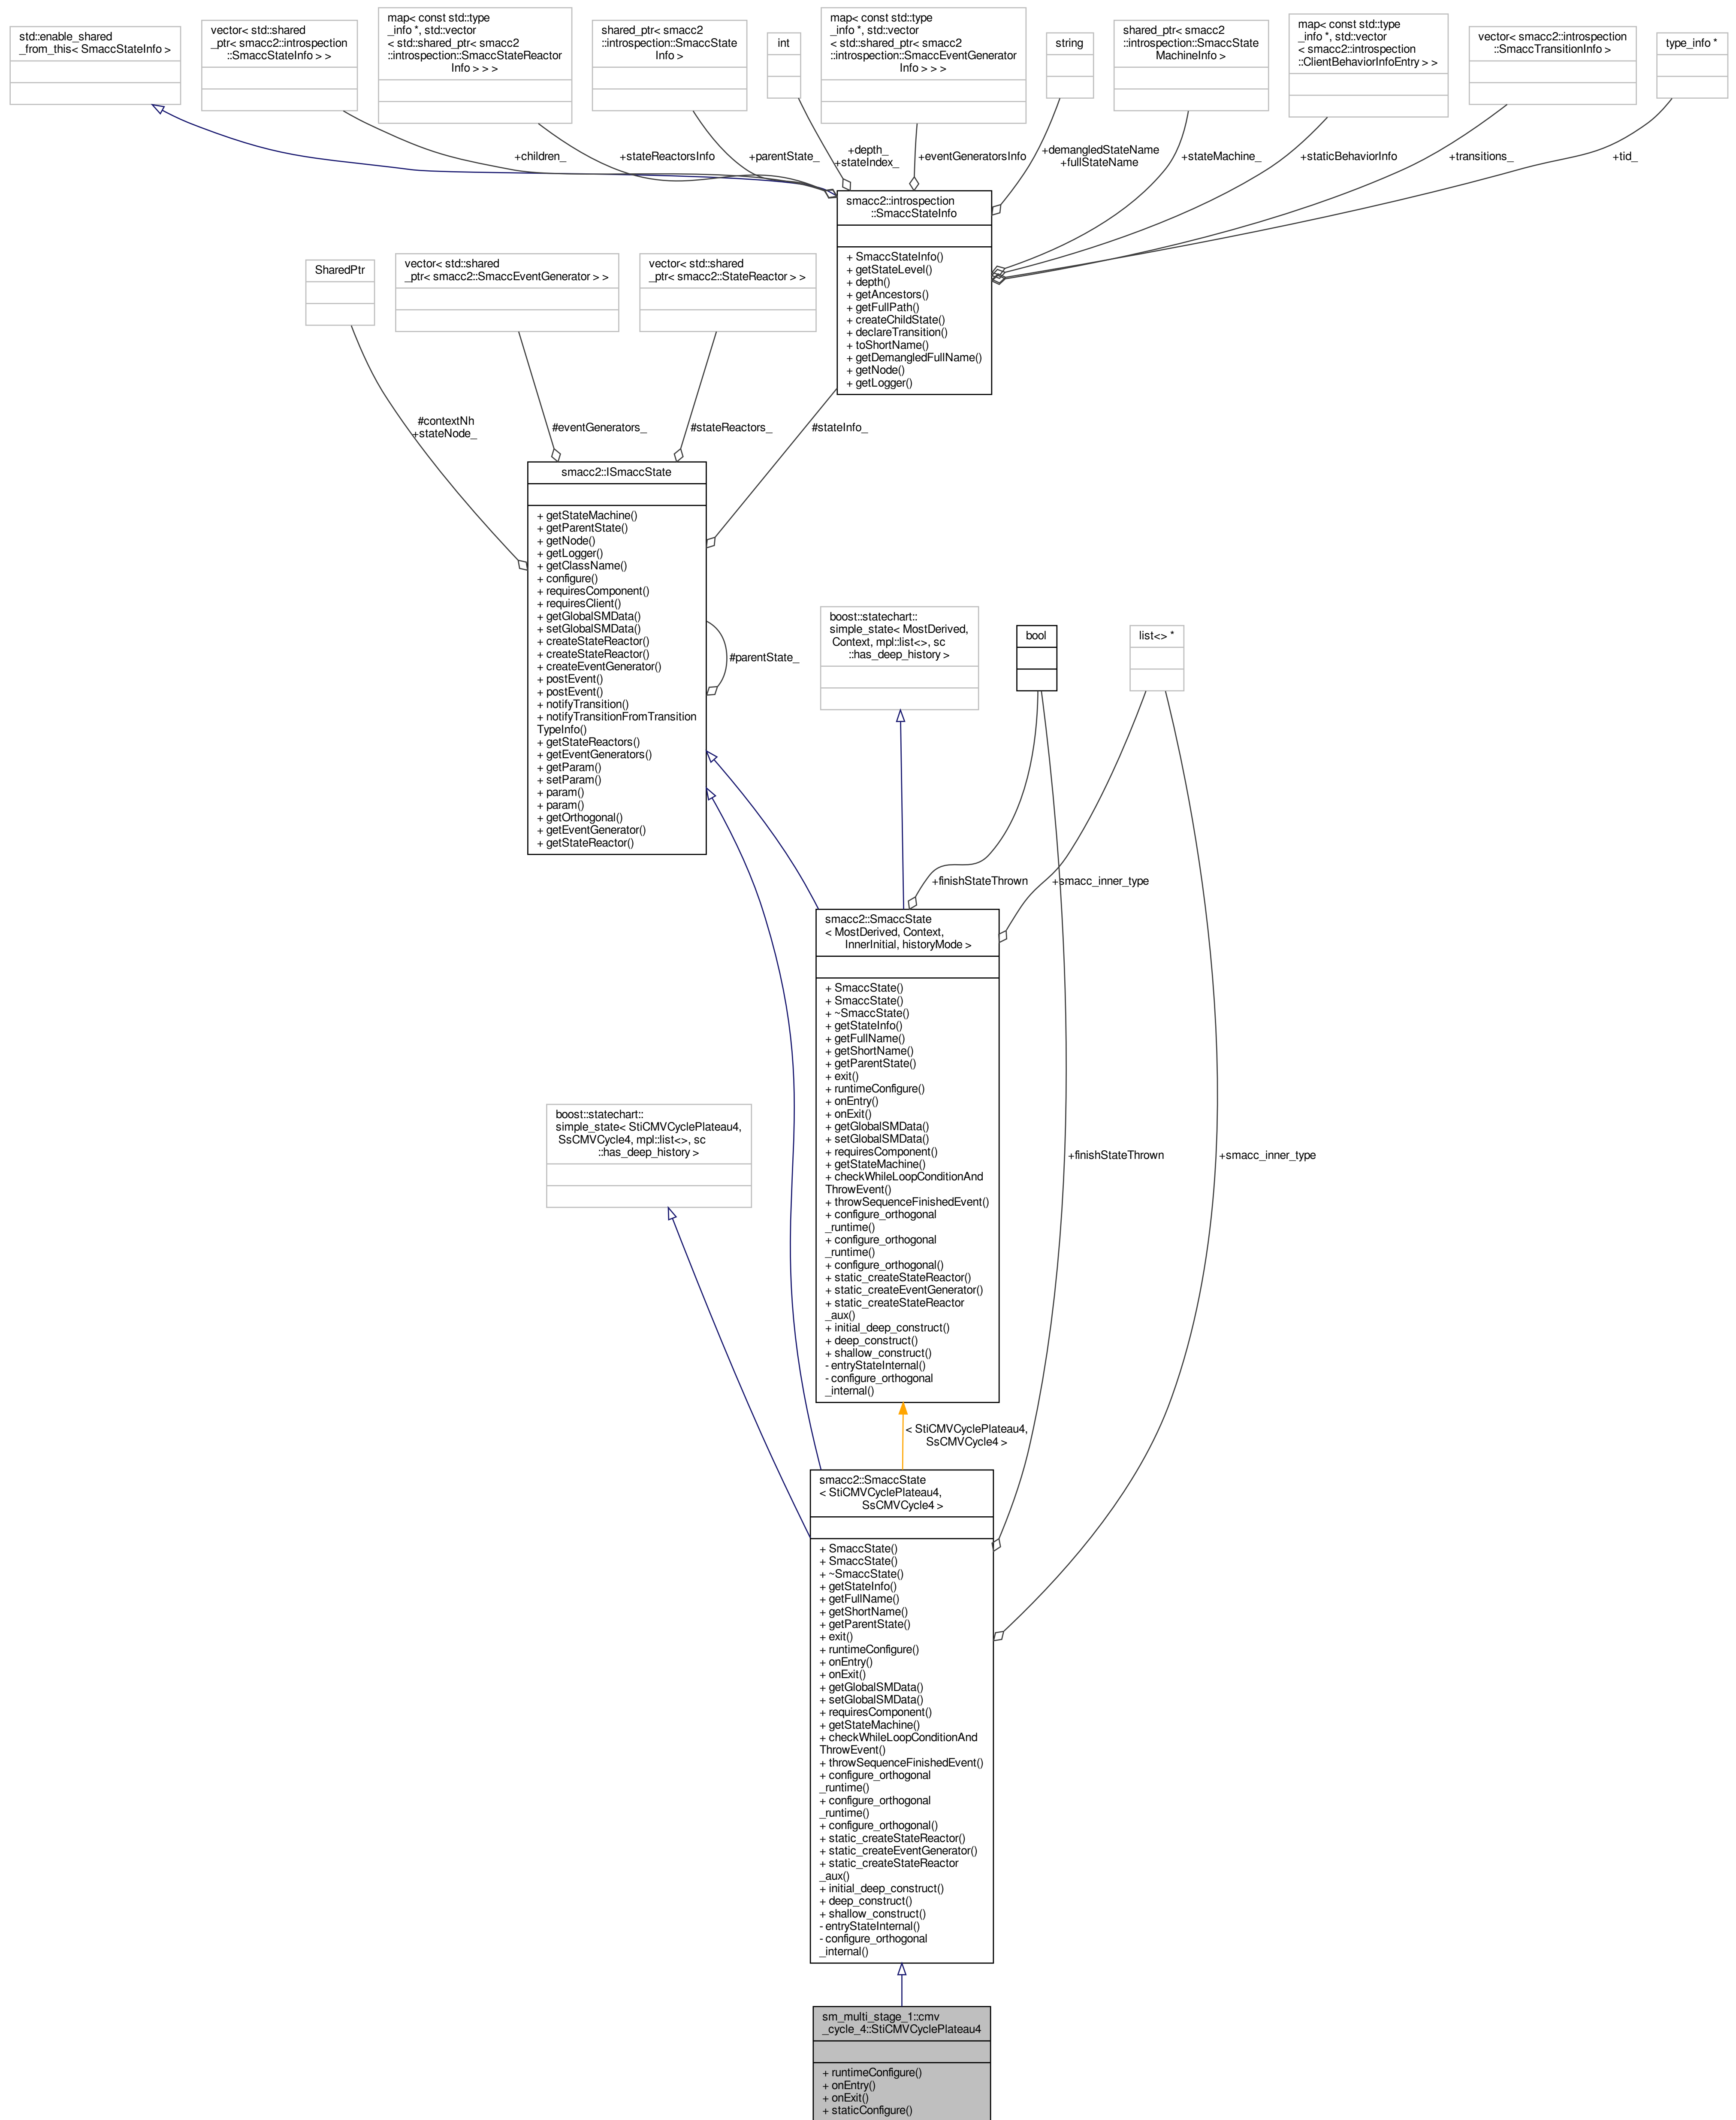 std::enable_shared
_from_this< SmaccStateInfo >
vector< std::shared
_ptr< smacc2::introspection
::SmaccStateInfo > >
map< const std::type
_info *, std::vector
< std::shared_ptr< smacc2
::introspection::SmaccStateReactor
Info > > >
shared_ptr< smacc2
::introspection::SmaccState
Info >
int
map< const std::type
_info *, std::vector
< std::shared_ptr< smacc2
::introspection::SmaccEventGenerator
Info > > >
string
shared_ptr< smacc2
::introspection::SmaccState
MachineInfo >
map< const std::type
_info *, std::vector
< smacc2::introspection
::ClientBehaviorInfoEntry > >
vector< smacc2::introspection
::SmaccTransitionInfo >
type_info *
+children_
+stateReactorsInfo
+parentState_
+depth_
+stateIndex_
+eventGeneratorsInfo
+demangledStateName
+fullStateName
+stateMachine_
+staticBehaviorInfo
+transitions_
+tid_
smacc2::introspection
::SmaccStateInfo
+ SmaccStateInfo()
+ getStateLevel()
+ depth()
+ getAncestors()
+ getFullPath()
+ createChildState()
+ declareTransition()
+ toShortName()
+ getDemangledFullName()
+ getNode()
+ getLogger()
SharedPtr
vector< std::shared
_ptr< smacc2::SmaccEventGenerator > >
vector< std::shared
_ptr< smacc2::StateReactor > >
#contextNh
+stateNode_
#eventGenerators_
#stateReactors_
#stateInfo_
smacc2::ISmaccState
+ getStateMachine()
+ getParentState()
+ getNode()
+ getLogger()
+ getClassName()
+ configure()
+ requiresComponent()
+ requiresClient()
+ getGlobalSMData()
+ setGlobalSMData()
+ createStateReactor()
+ createStateReactor()
+ createEventGenerator()
+ postEvent()
+ postEvent()
+ notifyTransition()
+ notifyTransitionFromTransition
TypeInfo()
+ getStateReactors()
+ getEventGenerators()
+ getParam()
+ setParam()
+ param()
+ param()
+ getOrthogonal()
+ getEventGenerator()
+ getStateReactor()
#parentState_
boost::statechart::
simple_state< MostDerived,
Context, mpl::list<>, sc
::has_deep_history >
bool
list<> *
+finishStateThrown
+smacc_inner_type
smacc2::SmaccState
< MostDerived, Context,
InnerInitial, historyMode >
+ SmaccState()
+ SmaccState()
+ ~SmaccState()
+ getStateInfo()
+ getFullName()
+ getShortName()
+ getParentState()
+ exit()
+ runtimeConfigure()
+ onEntry()
+ onExit()
+ getGlobalSMData()
+ setGlobalSMData()
+ requiresComponent()
+ getStateMachine()
+ checkWhileLoopConditionAnd
ThrowEvent()
+ throwSequenceFinishedEvent()
+ configure_orthogonal
_runtime()
+ configure_orthogonal
_runtime()
+ configure_orthogonal()
+ static_createStateReactor()
+ static_createEventGenerator()
+ static_createStateReactor
_aux()
+ initial_deep_construct()
+ deep_construct()
+ shallow_construct()
- entryStateInternal()
- configure_orthogonal
_internal()
boost::statechart::
simple_state< StiCMVCyclePlateau4,
SsCMVCycle4, mpl::list<>, sc
::has_deep_history >
+finishStateThrown
+smacc_inner_type
< StiCMVCyclePlateau4,
SsCMVCycle4 >
smacc2::SmaccState
< StiCMVCyclePlateau4,
SsCMVCycle4 >
+ SmaccState()
+ SmaccState()
+ ~SmaccState()
+ getStateInfo()
+ getFullName()
+ getShortName()
+ getParentState()
+ exit()
+ runtimeConfigure()
+ onEntry()
+ onExit()
+ getGlobalSMData()
+ setGlobalSMData()
+ requiresComponent()
+ getStateMachine()
+ checkWhileLoopConditionAnd
ThrowEvent()
+ throwSequenceFinishedEvent()
+ configure_orthogonal
_runtime()
+ configure_orthogonal
_runtime()
+ configure_orthogonal()
+ static_createStateReactor()
+ static_createEventGenerator()
+ static_createStateReactor
_aux()
+ initial_deep_construct()
+ deep_construct()
+ shallow_construct()
- entryStateInternal()
- configure_orthogonal
_internal()
sm_multi_stage_1::cmv
_cycle_4::StiCMVCyclePlateau4
+ runtimeConfigure()
+ onEntry()
+ onExit()
+ staticConfigure()